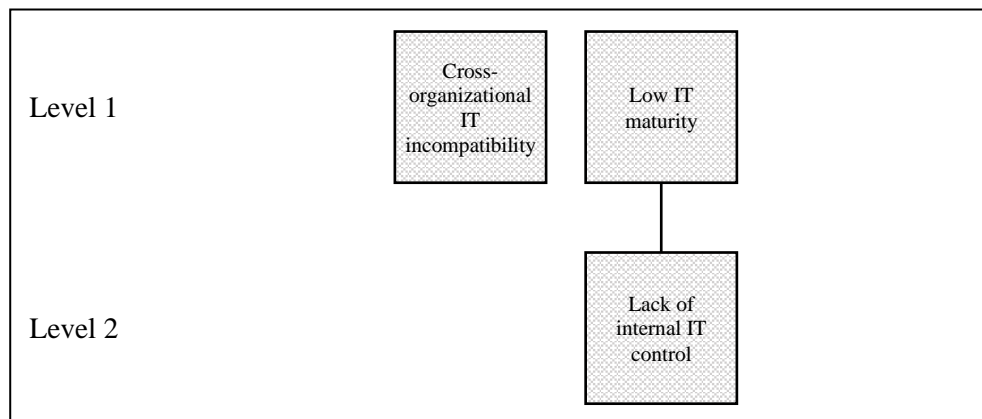 Level 1
Cross-
organizational
IT
incompatibility
Low IT
maturity
Level 2
Lack of
internal IT
control